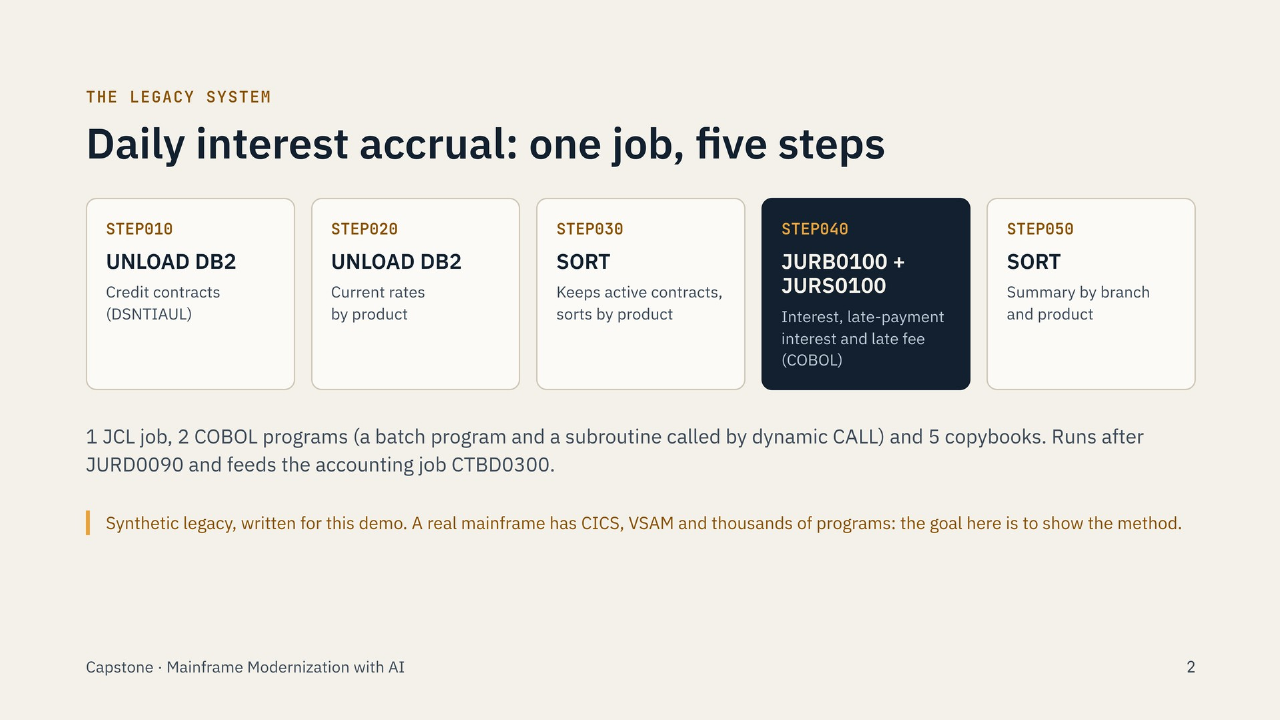 THE LEGACY SYSTEM
Daily interest accrual: one job, five steps
STEP010
UNLOAD DB2
Credit contracts
(DSNTIAUL)
STEP020
UNLOAD DB2
Current rates
by product
STEP030
SORT
Keeps active contracts,
sorts by product
STEP040
JURB0100 +
JURS0100
Interest, late-payment
interest and late fee
(COBOL)
STEP050
SORT
Summary by branch
and product
1 JCL job, 2 COBOL programs (a batch program and a subroutine called by dynamic CALL) and 5 copybooks. Runs after
JURD0090 and feeds the accounting job CTBD0300.
Synthetic legacy, written for this demo. A real mainframe has CICS, VSAM and thousands of programs: the goal here is to show the method.
Capstone · Mainframe Modernization with AI
2